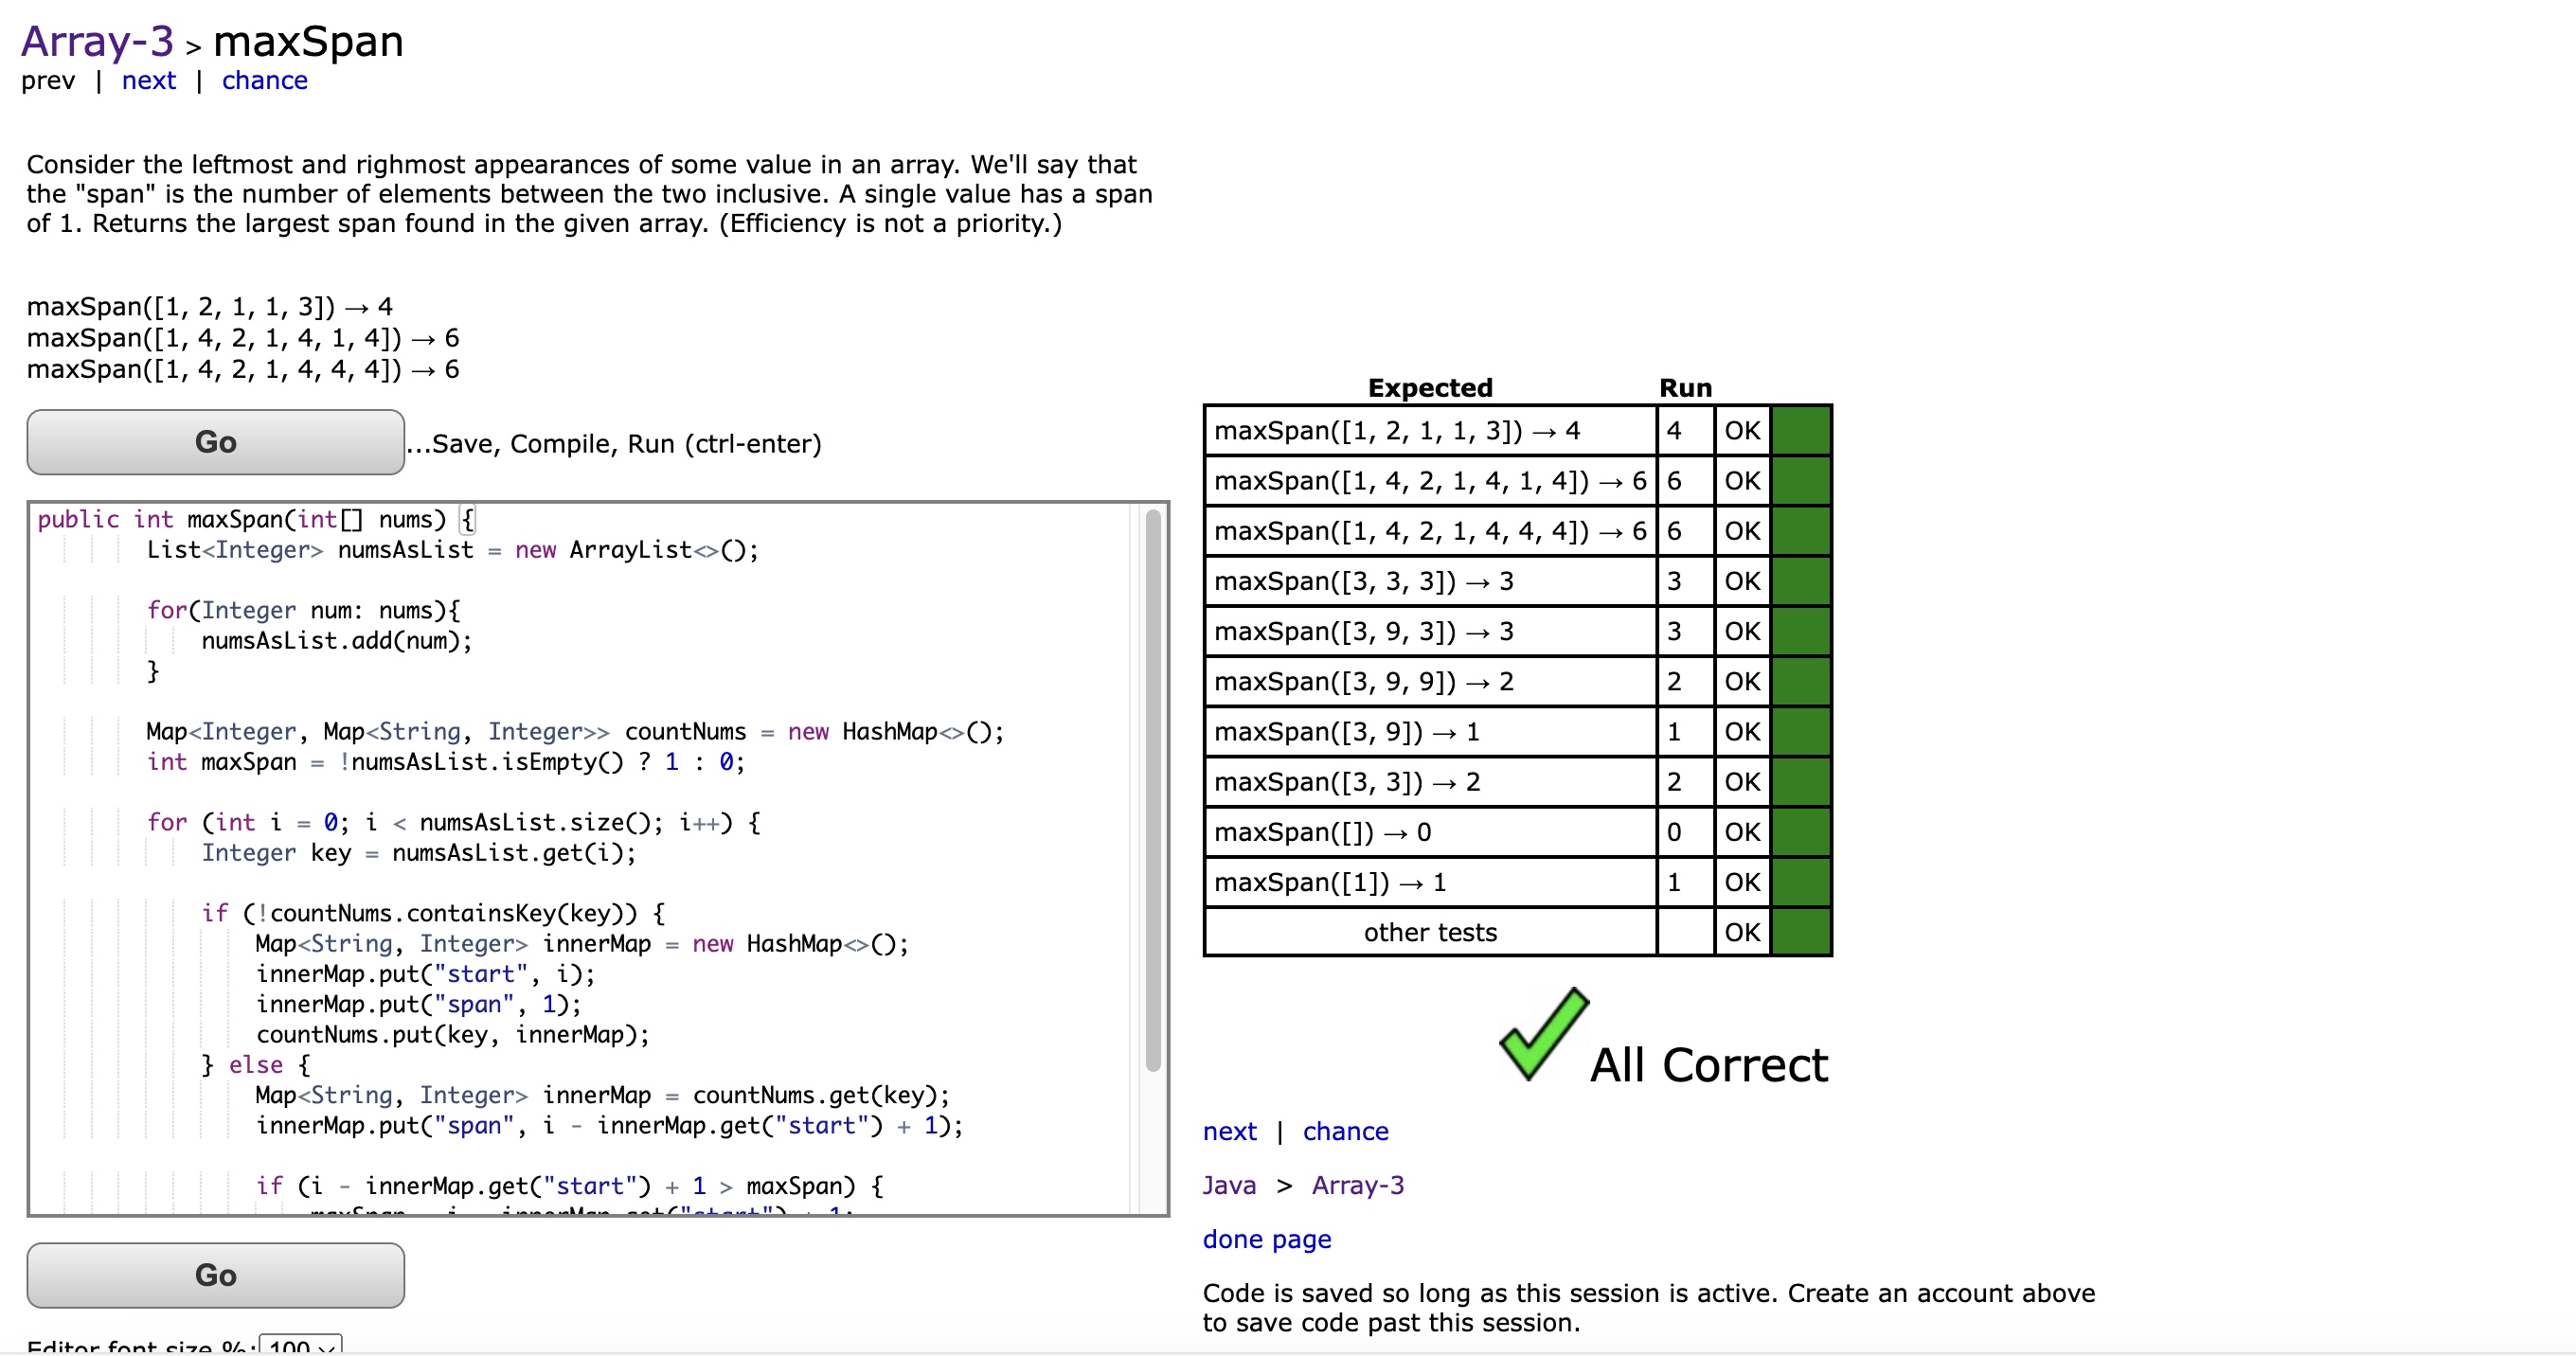 Array-3 > maxSpan
prev | next | chance
Consider the leftmost and righmost appearances of some value in an array. We'll say that
the "span" is the number of elements between the two inclusive. A single value has a span
of 1. Returns the largest span found in the given array. (Efficiency is not a priority.)
maxSpan([1, 2, 1, 1, 3]) → 4
maxSpan([1, 4, 2, 1, 4, 1, 4]) → 6
maxSpan([1, 4, 2, 1, 4, 4, 4]) → 6
Go
...Save, Compile, Run (ctrl-enter)
public int maxSpan(int[] nums) {
List<Integer> numsAsList = new ArrayList<>();
for(Integer num: nums){
numsAsList.add(num);
}
Map<Integer, Map<String, Integer>> countNums = new HashMap<>();
int maxSpan = !numsAsList.isEmpty() ? 1 : 0;
for (int i = 0; i < numsAsList.size(); i++) {
Integer key = numsAsList.get(i);
if (!countNums.containsKey(key)) {
Map<String, Integer> innerMap = new HashMap<>();
innerMap.put("start", i);
innerMap.put("span", 1);
countNums.put(key, innerMap);
} else {
Map<String, Integer> innerMap = countNums.get(key);
innerMap.put("span", i - innerMap.get("start") + 1);
if (i - innerMap.get("start") + 1 > maxSpan) {
Go
Editor font size %: 100
Expected Run
maxSpan([1, 2, 1, 1, 3]) → 4 4 OK
maxSpan([1, 4, 2, 1, 4, 1, 4]) → 6 6 OK
maxSpan([1, 4, 2, 1, 4, 4, 4]) → 6 6 OK
maxSpan([3, 3, 3]) → 3 3 OK
maxSpan([3, 9, 3]) → 3 3 OK
maxSpan([3, 9, 9]) → 2 2 OK
maxSpan([3, 9]) → 1 1 OK
maxSpan([3, 3]) → 2 2 OK
maxSpan([]) → 0 0 OK
maxSpan([1]) → 1 1 OK
other tests OK
All Correct
next | chance
Java > Array-3
done page
Code is saved so long as this session is active. Create an account above
to save code past this session.